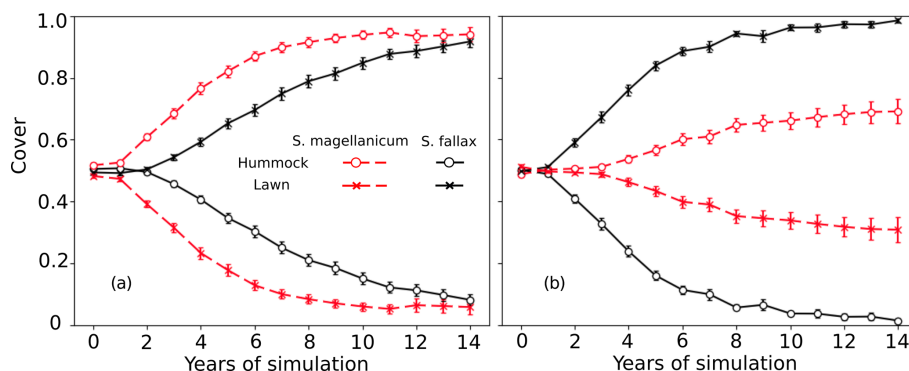 1.0
0.8
0.6
0.4
0.2
0
Cover
S. magellanicum S. fallax
Hummock
Lawn
(a)
(b)
0 2 4 6 8 10 12 14
0 2 4 6 8 10 12 14
Years of simulation
Years of simulation